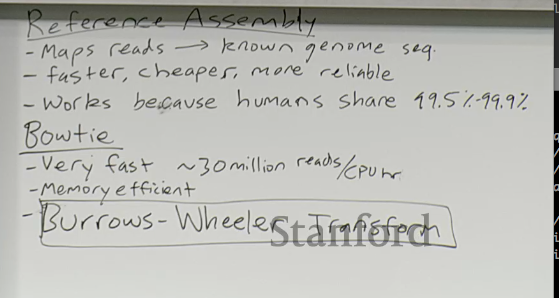 Reference Assembly
- Maps reads → known genome seq.
- faster, cheaper, more reliable
- Works because humans share 99.5%-99.9%
Bowtie
- Very fast ~30 million reads/CPU hr
- Memory efficient
- Burrows-Wheeler Transform
Stanford